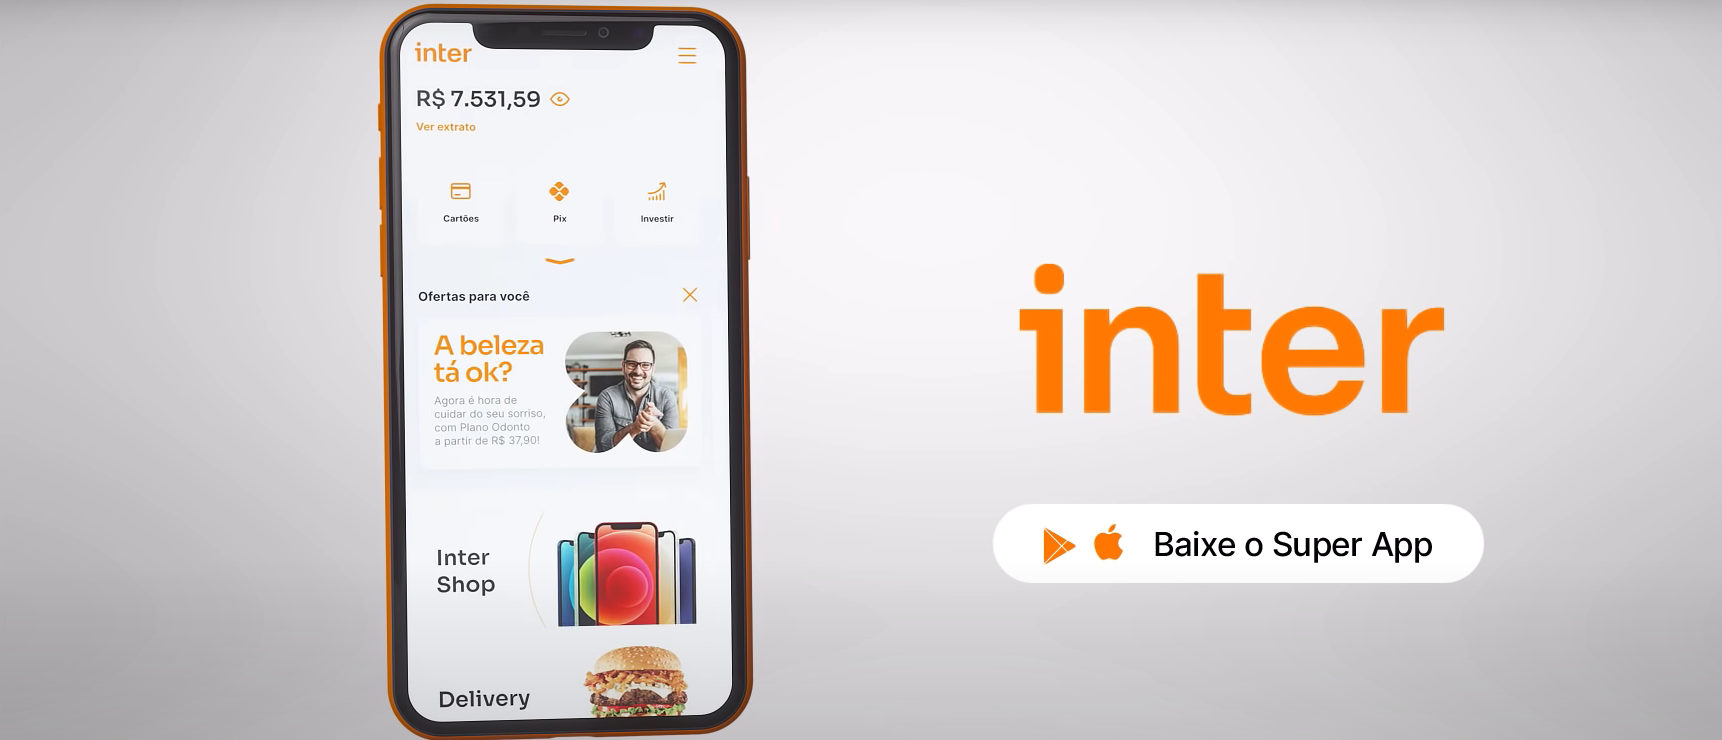 inter
R$ 7.531,59
Ver extrato
Cartões
Pix
Investir
Ofertas para você
A beleza
tá ok?
Agora é hora de
cuidar do seu sorriso,
com Plano Odonto
a partir de R$ 37,90!
Inter
Shop
Delivery
inter
Baixe o Super App